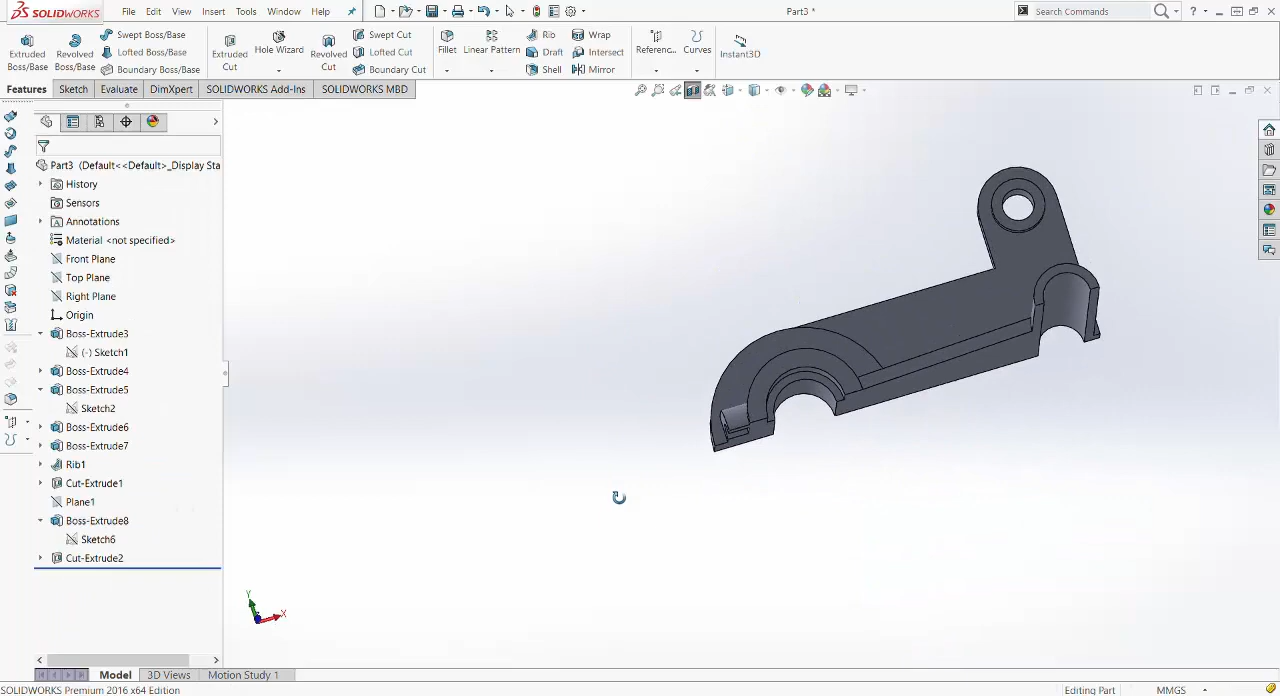 SOLIDWORKS File Edit View Insert Tools Window Help Part3 * Search Commands
Extruded Boss/Base
Revolved Boss/Base
Swept Boss/Base
Lofted Boss/Base
Boundary Boss/Base
Extruded Cut
Hole Wizard
Revolved Cut
Swept Cut
Lofted Cut
Boundary Cut
Fillet
Linear Pattern
Rib
Draft
Shell
Wrap
Intersect
Mirror
Referenc...
Curves
Instant3D
Features Sketch Evaluate DimXpert SOLIDWORKS Add-Ins SOLIDWORKS MBD
Part3 (Default<<Default>_Display Sta
History
Sensors
Annotations
Material <not specified>
Front Plane
Top Plane
Right Plane
Origin
Boss-Extrude3
(-) Sketch1
Boss-Extrude4
Boss-Extrude5
Sketch2
Boss-Extrude6
Boss-Extrude7
Rib1
Cut-Extrude1
Plane1
Boss-Extrude8
Sketch6
Cut-Extrude2
Y
X
Model 3D Views Motion Study 1
SOLIDWORKS Premium 2016 x64 Edition Editing Part MMGS